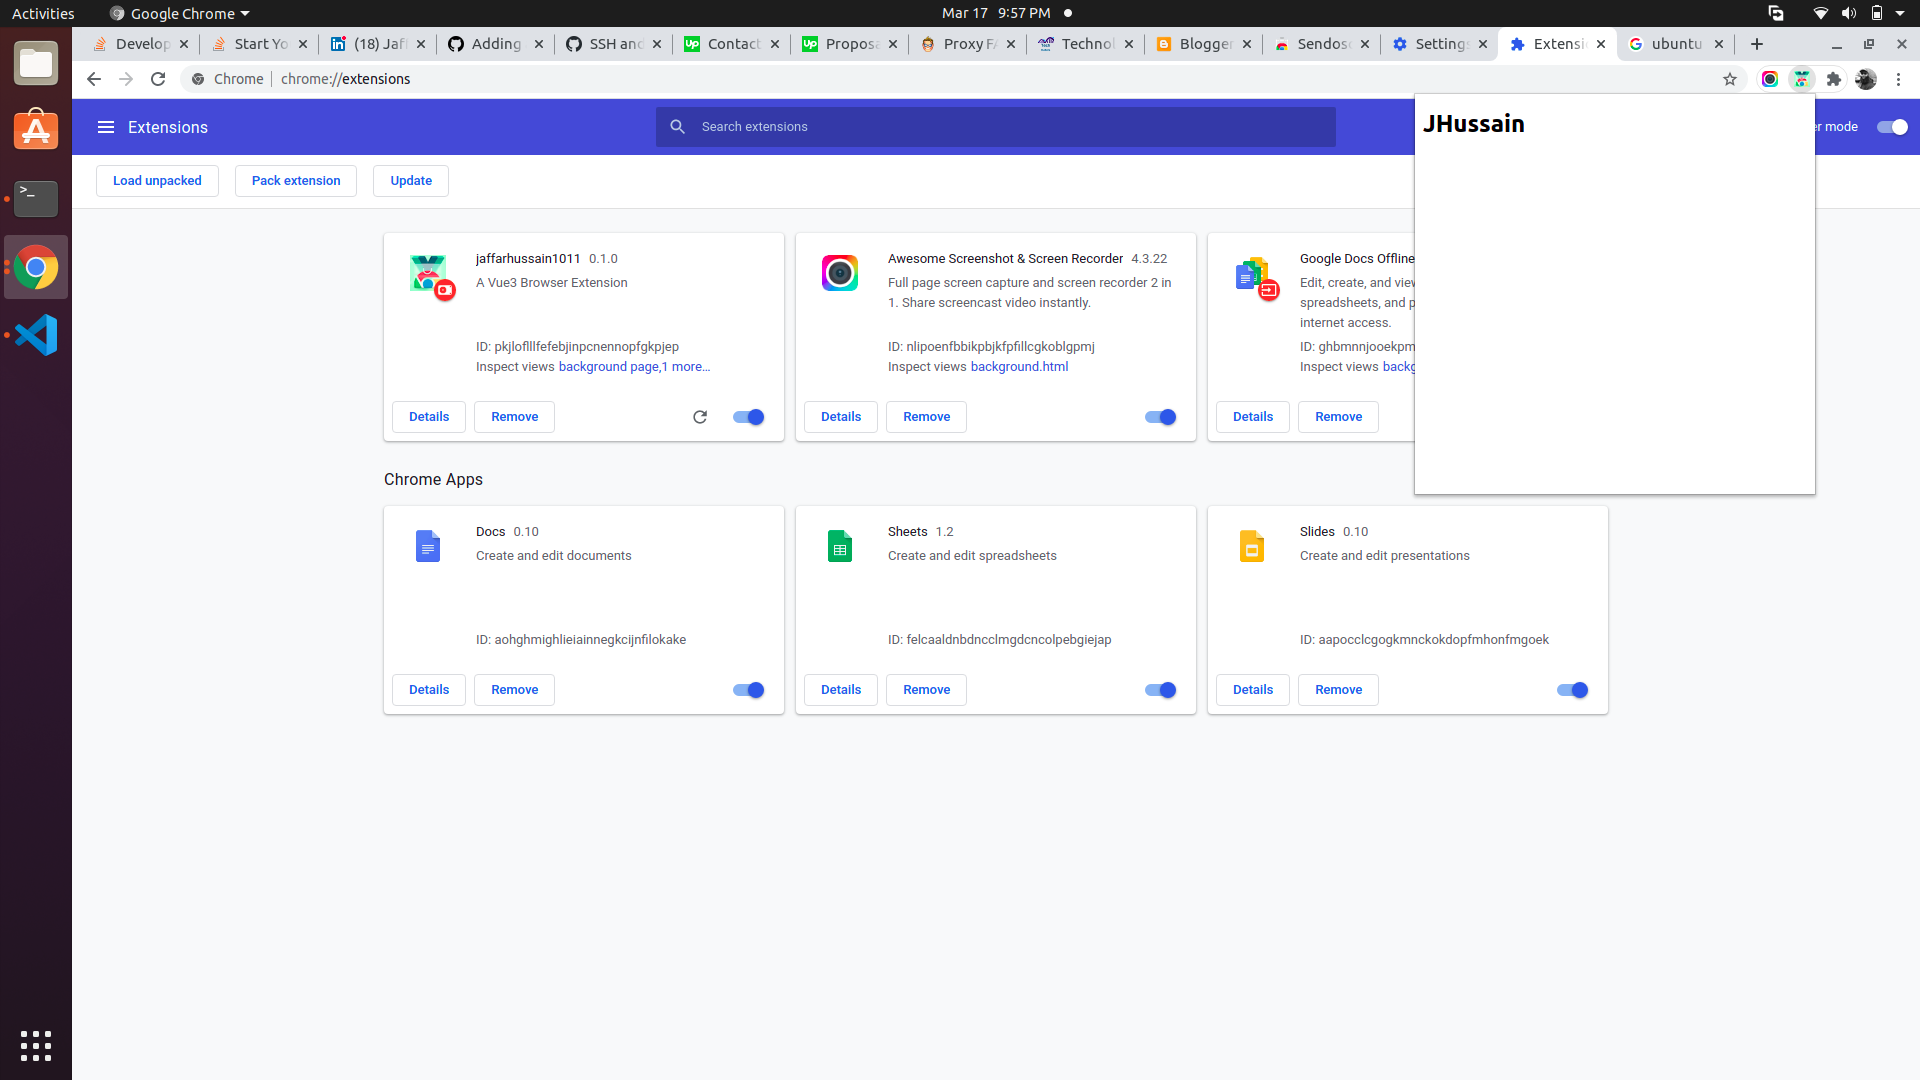 Activities
Google Chrome
Mar 17 9:57 PM
Develop
Start Yo
(18) Jaf
Adding
SSH and
Contact
Proposa
Proxy FA
Technol
Blogger
Sendoso
Settings
Extensi
ubuntu
Chrome | chrome://extensions
Extensions
Search extensions
er mode
JHussain
Load unpacked
Pack extension
Update
jaffarhussain1011 0.1.0
A Vue3 Browser Extension
ID: pkjloflllfefebjinpcnennopfgkpjep
Inspect views background page,1 more...
Details
Remove
Awesome Screenshot & Screen Recorder 4.3.22
Full page screen capture and screen recorder 2 in
1. Share screencast video instantly.
ID: nlipoenfbbikpbjkfpfillcgkoblgpmj
Inspect views background.html
Details
Remove
Google Docs Offline
Edit, create, and view
spreadsheets, and p
internet access.
ID: ghbmnnjooekpm
Inspect views backg
Details
Remove
Chrome Apps
Docs 0.10
Create and edit documents
ID: aohghmighlieiainnegkcijnfilokake
Details
Remove
Sheets 1.2
Create and edit spreadsheets
ID: felcaaldnbdncclmgdcncolpebgiejap
Details
Remove
Slides 0.10
Create and edit presentations
ID: aapocclcgogkmnckokdopfmhonfmgoek
Details
Remove